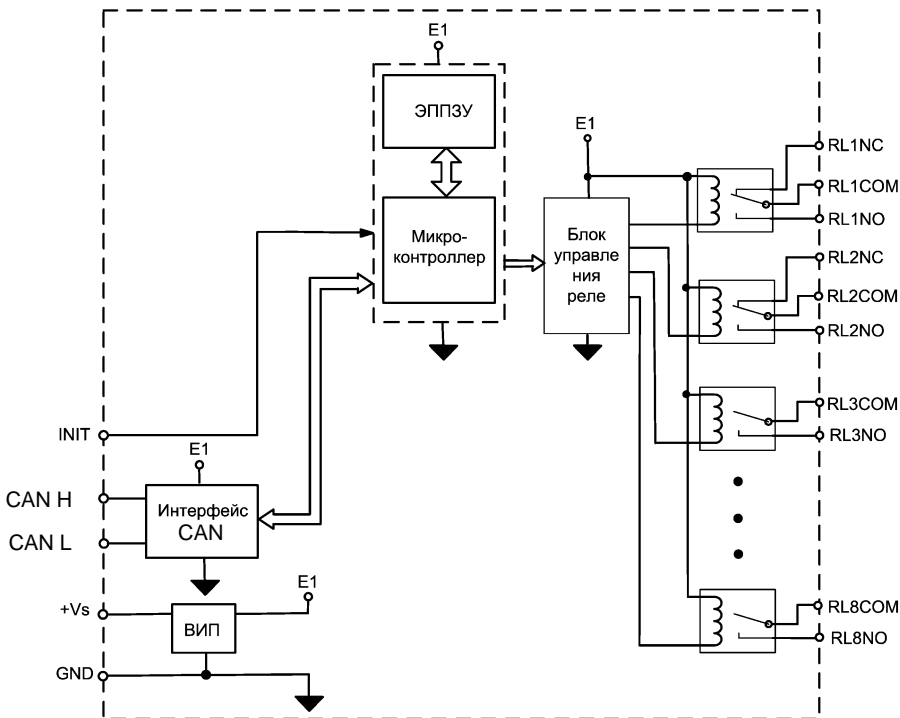 E1
ЭППЗУ
Микро-
контроллер
E1
Блок
управле
ния
реле
RL1NC
RL1COM
RL1NO
RL2NC
RL2COM
RL2NO
RL3COM
RL3NO
RL8COM
RL8NO
INIT
CAN H
CAN L
E1
Интерфейс
CAN
+Vs
GND
ВИП
E1